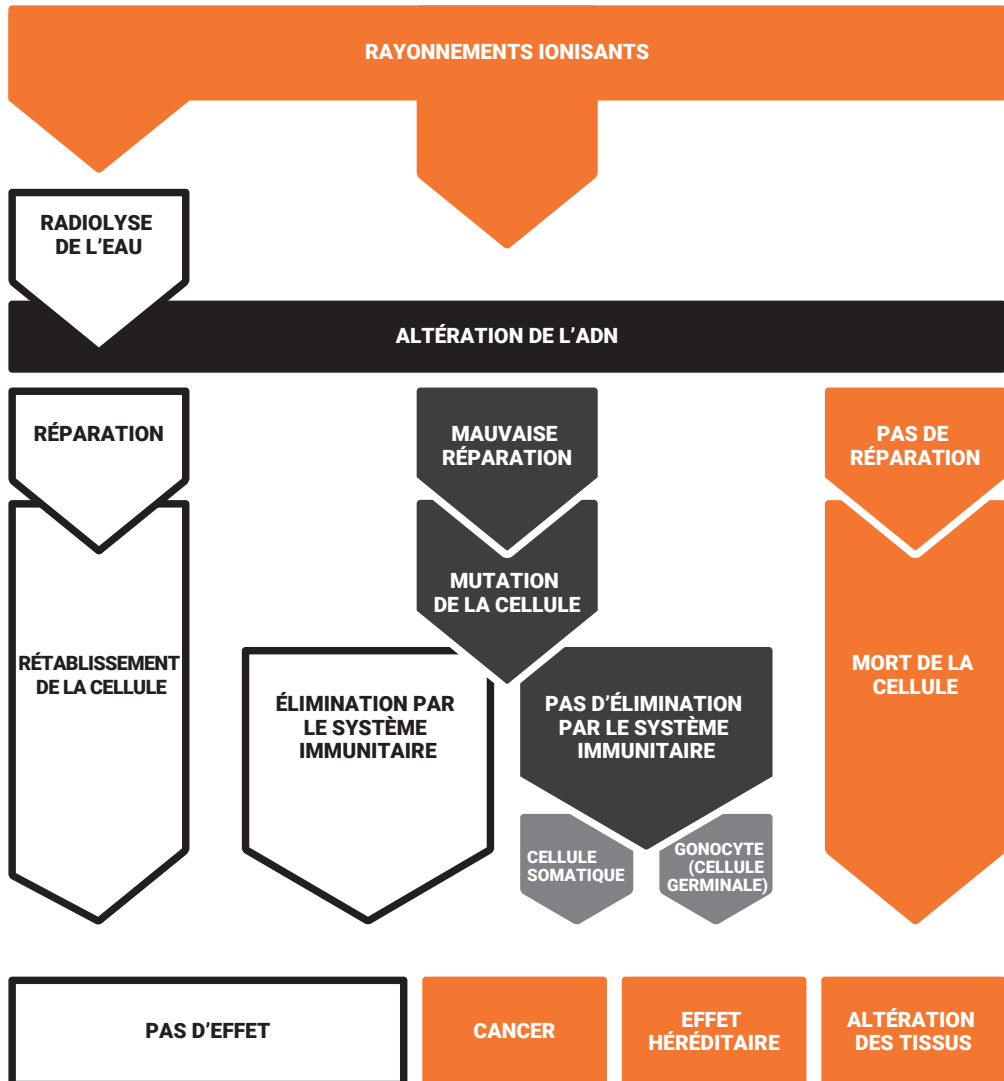 RAYONNEMENTS IONISANTS
RADIOLYSE
DE L'EAU
ALTÉRATION DE L'ADN
RÉPARATION
MAUVAISE
RÉPARATION
PAS DE
RÉPARATION
MUTATION
DE LA CELLULE
RÉTABLISSEMENT
DE LA CELLULE
ÉLIMINATION PAR
LE SYSTÈME
IMMUNITAIRE
PAS D'ÉLIMINATION
PAR LE SYSTÈME
IMMUNITAIRE
MORT DE LA
CELLULE
CELLULE
SOMATIQUE
GONOCYTE
(CELLULE
GERMINALE)
PAS D'EFFET
CANCER
EFFET
HÉRÉDITAIRE
ALTÉRATION
DES TISSUS